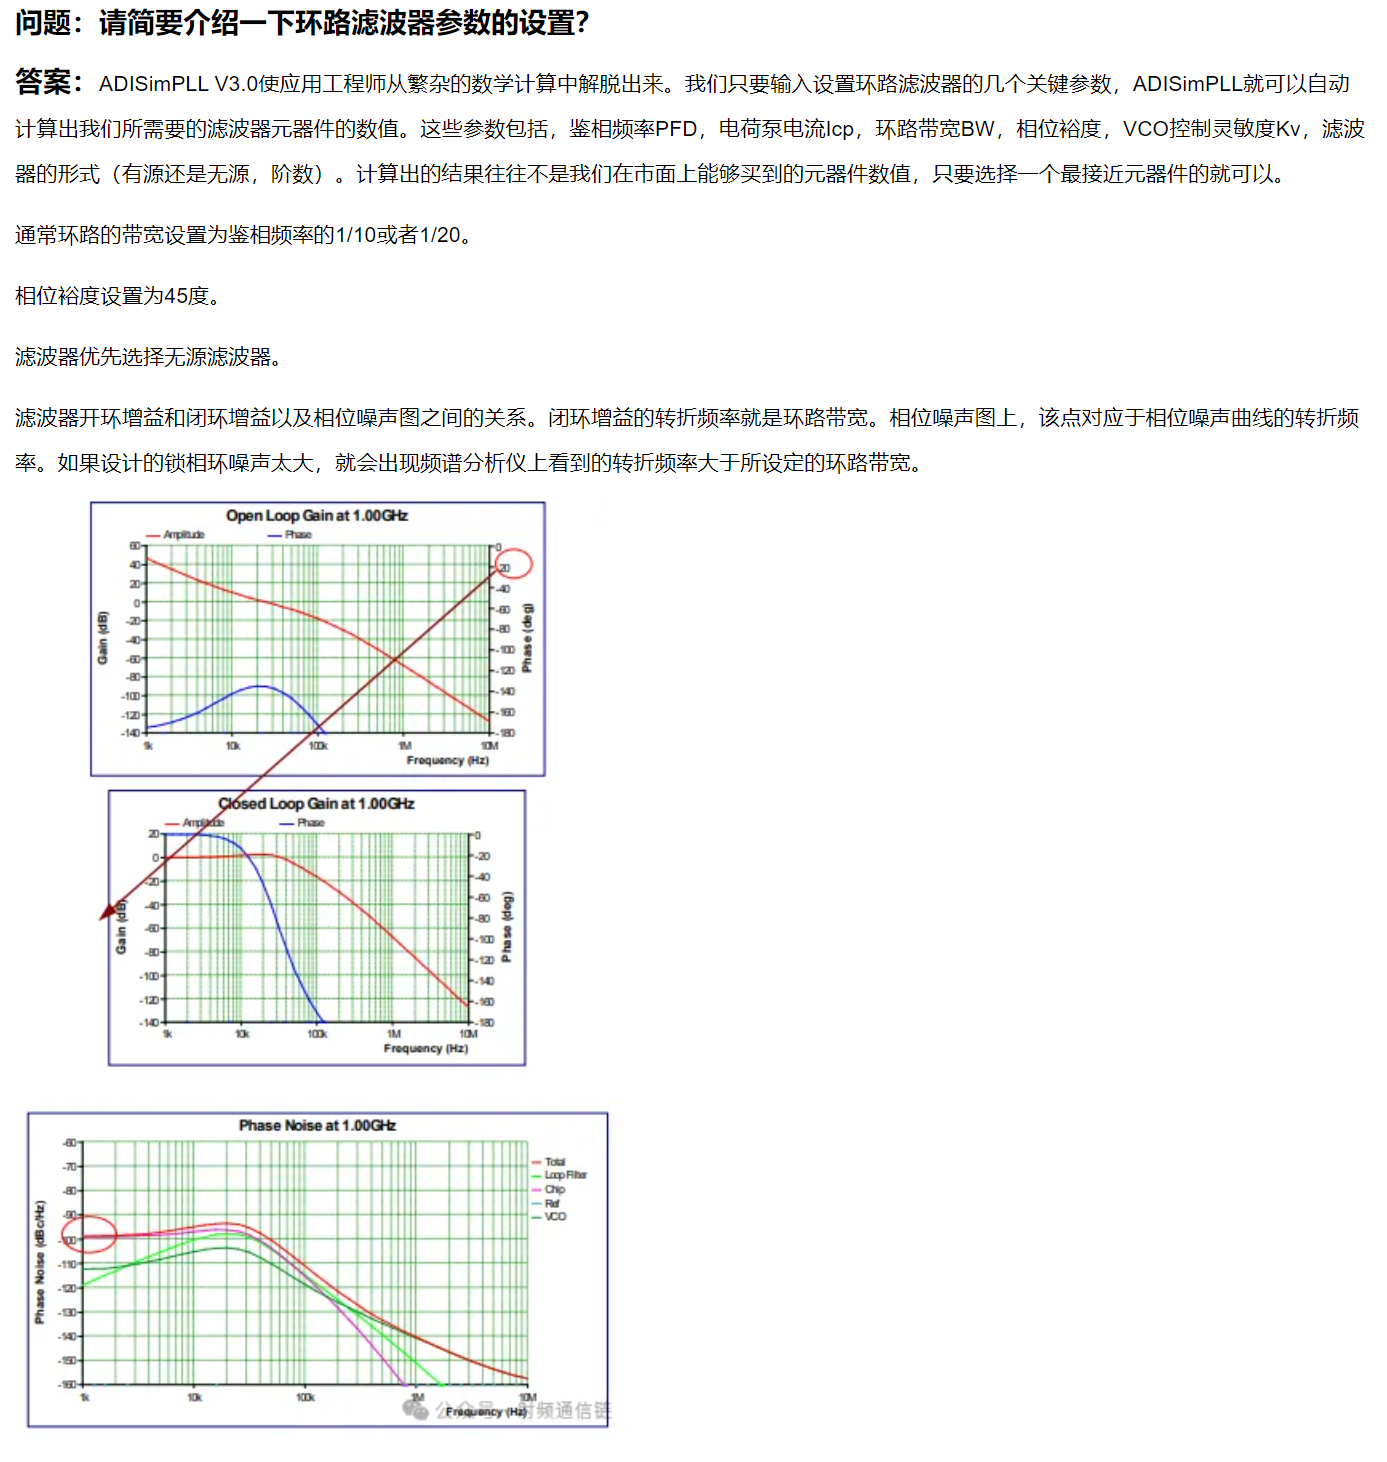 问题：请简要介绍一下环路滤波器参数的设置？
答案：ADISimPLL V3.0使应用工程师从繁杂的数学计算中解脱出来。我们只要输入设置环路滤波器的几个关键参数，ADISimPLL就可以自动
计算出我们所需要的滤波器元器件的数值。这些参数包括，鉴相频率PFD，电荷泵电流Icp，环路带宽BW，相位裕度，VCO控制灵敏度Kv，滤波
器的形式（有源还是无源，阶数）。计算出的结果往往不是我们在市面上能够买到的元器件数值，只要选择一个最接近元器件的就可以。
通常环路的带宽设置为鉴相频率的1/10或者1/20。
相位裕度设置为45度。
滤波器优先选择无源滤波器。
滤波器开环增益和闭环增益以及相位噪声图之间的关系。闭环增益的转折频率就是环路带宽。相位噪声图上，该点对应于相位噪声曲线的转折频
率。如果设计的锁相环噪声太大，就会出现频谱分析仪上看到的转折频率大于所设定的环路带宽。
Open Loop Gain at 1.00GHz
Amplitude Phase
Gain (dB)
60
40
20
0
-20
-40
-60
-80
-100
-120
-140
0
-20
-40
-60
-80
-100
-120
-140
-160
-180
Phase (deg)
1k 10k 100k 1M 10M
Frequency (Hz)
Closed Loop Gain at 1.00GHz
Amplitude Phase
Gain (dB)
20
0
-20
-40
-60
-80
-100
-120
-140
0
-20
-40
-60
-80
-100
-120
-140
-160
-180
Phase (deg)
1k 10k 100k 1M 10M
Frequency (Hz)
Phase Noise at 1.00GHz
Phase Noise (dBc/Hz)
-60
-70
-80
-90
-100
-110
-120
-130
-140
-150
-160
Total
Loop Filter
Chip
Ref
VCO
1k 10k 100k 1M 10M
Frequency (Hz)
公众号 · 射频通信链